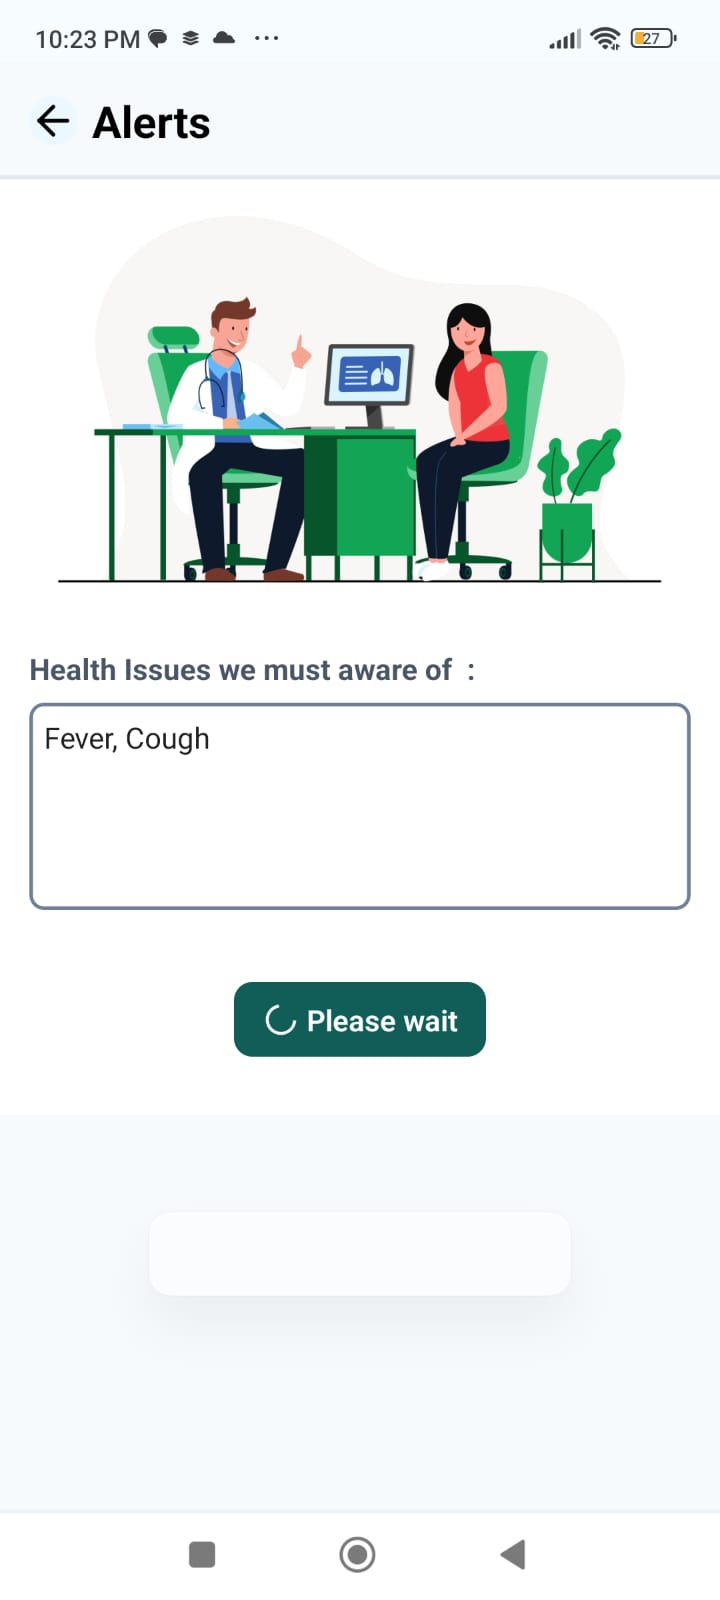 10:23 PM
27
Alerts
Health Issues we must aware of :
Fever, Cough
Please wait